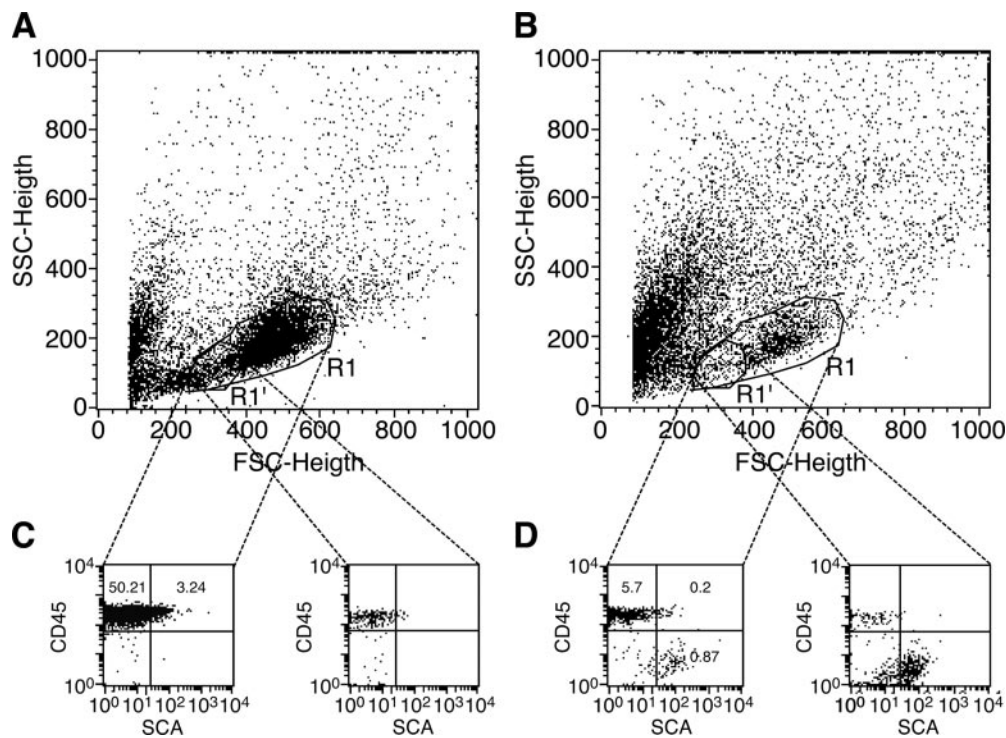 A
B
1000
800
600
400
200
0
SSC-Heigth
R1
R1'
0 200 400 600 800 1000
FSC-Heigth
1000
800
600
400
200
0
SSC-Heigth
R1
R1'
0 200 400 600 800 1000
FSC-Heigth
C
D
10⁴
50.21 3.24
CD45
10⁰
10⁰ 10¹ 10² 10³ 10⁴
SCA
10⁴
CD45
10⁰
10⁰ 10¹ 10² 10³ 10⁴
SCA
10⁴
5.7 0.2
0.87
CD45
10⁰
10⁰ 10¹ 10² 10³ 10⁴
SCA
10⁴
CD45
10⁰
10⁰ 10¹ 10² 10³ 10⁴
SCA